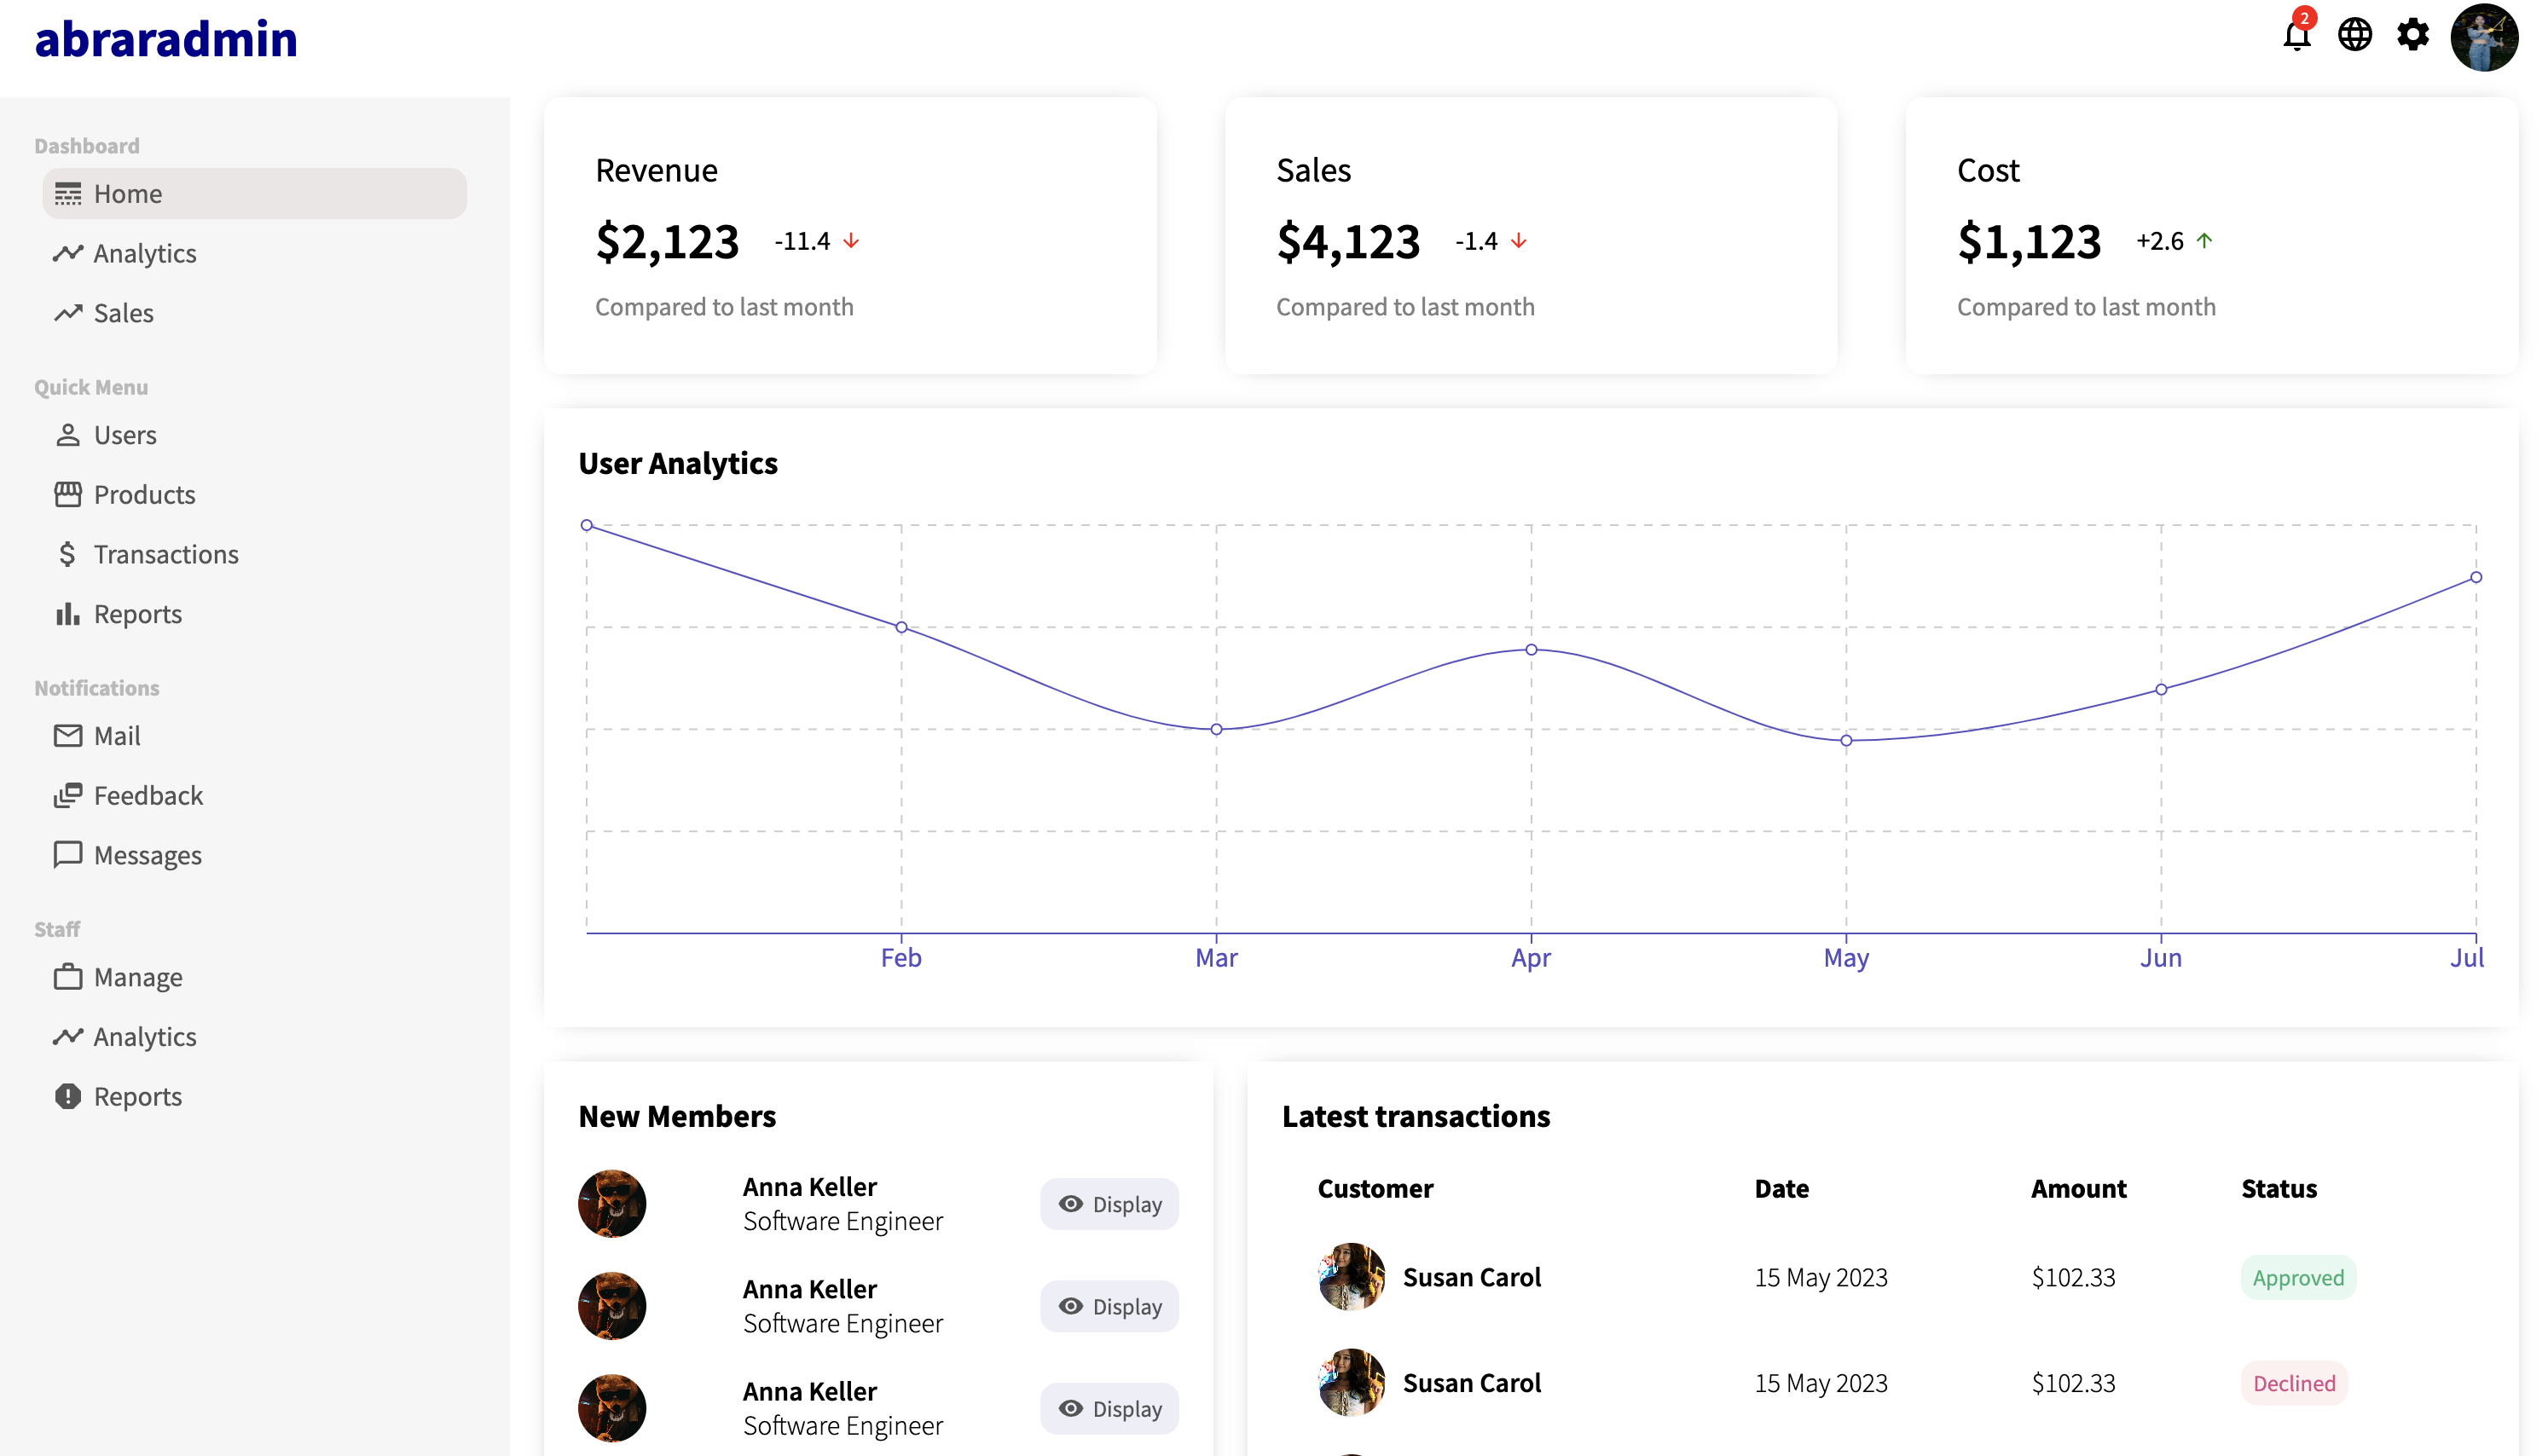 abraradmin
2
Dashboard
Home
Analytics
Sales
Quick Menu
Users
Products
Transactions
Reports
Notifications
Mail
Feedback
Messages
Staff
Manage
Analytics
Reports
Revenue
$2,123 -11.4
Compared to last month
Sales
$4,123 -1.4
Compared to last month
Cost
$1,123 +2.6
Compared to last month
User Analytics
Feb Mar Apr May Jun Jul
New Members
Anna Keller
Software Engineer
Display
Anna Keller
Software Engineer
Display
Anna Keller
Software Engineer
Display
Latest transactions
Customer Date Amount Status
Susan Carol 15 May 2023 $102.33 Approved
Susan Carol 15 May 2023 $102.33 Declined